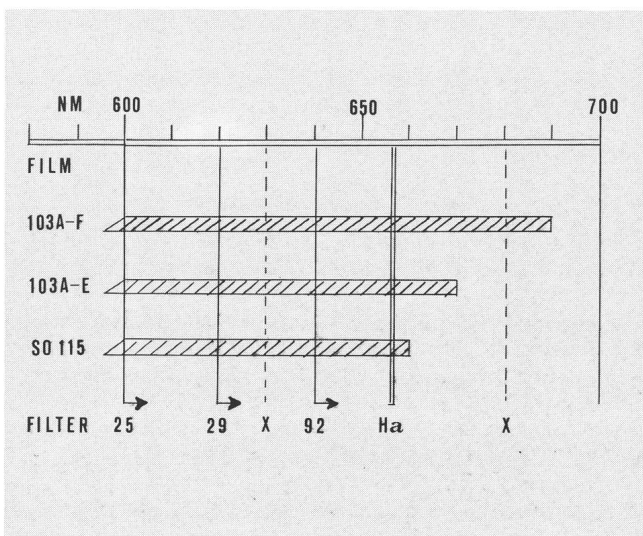 NM 600 650 700
FILM
103A-F
103A-E
SO 115
FILTER 25 29 X 92 Ha X